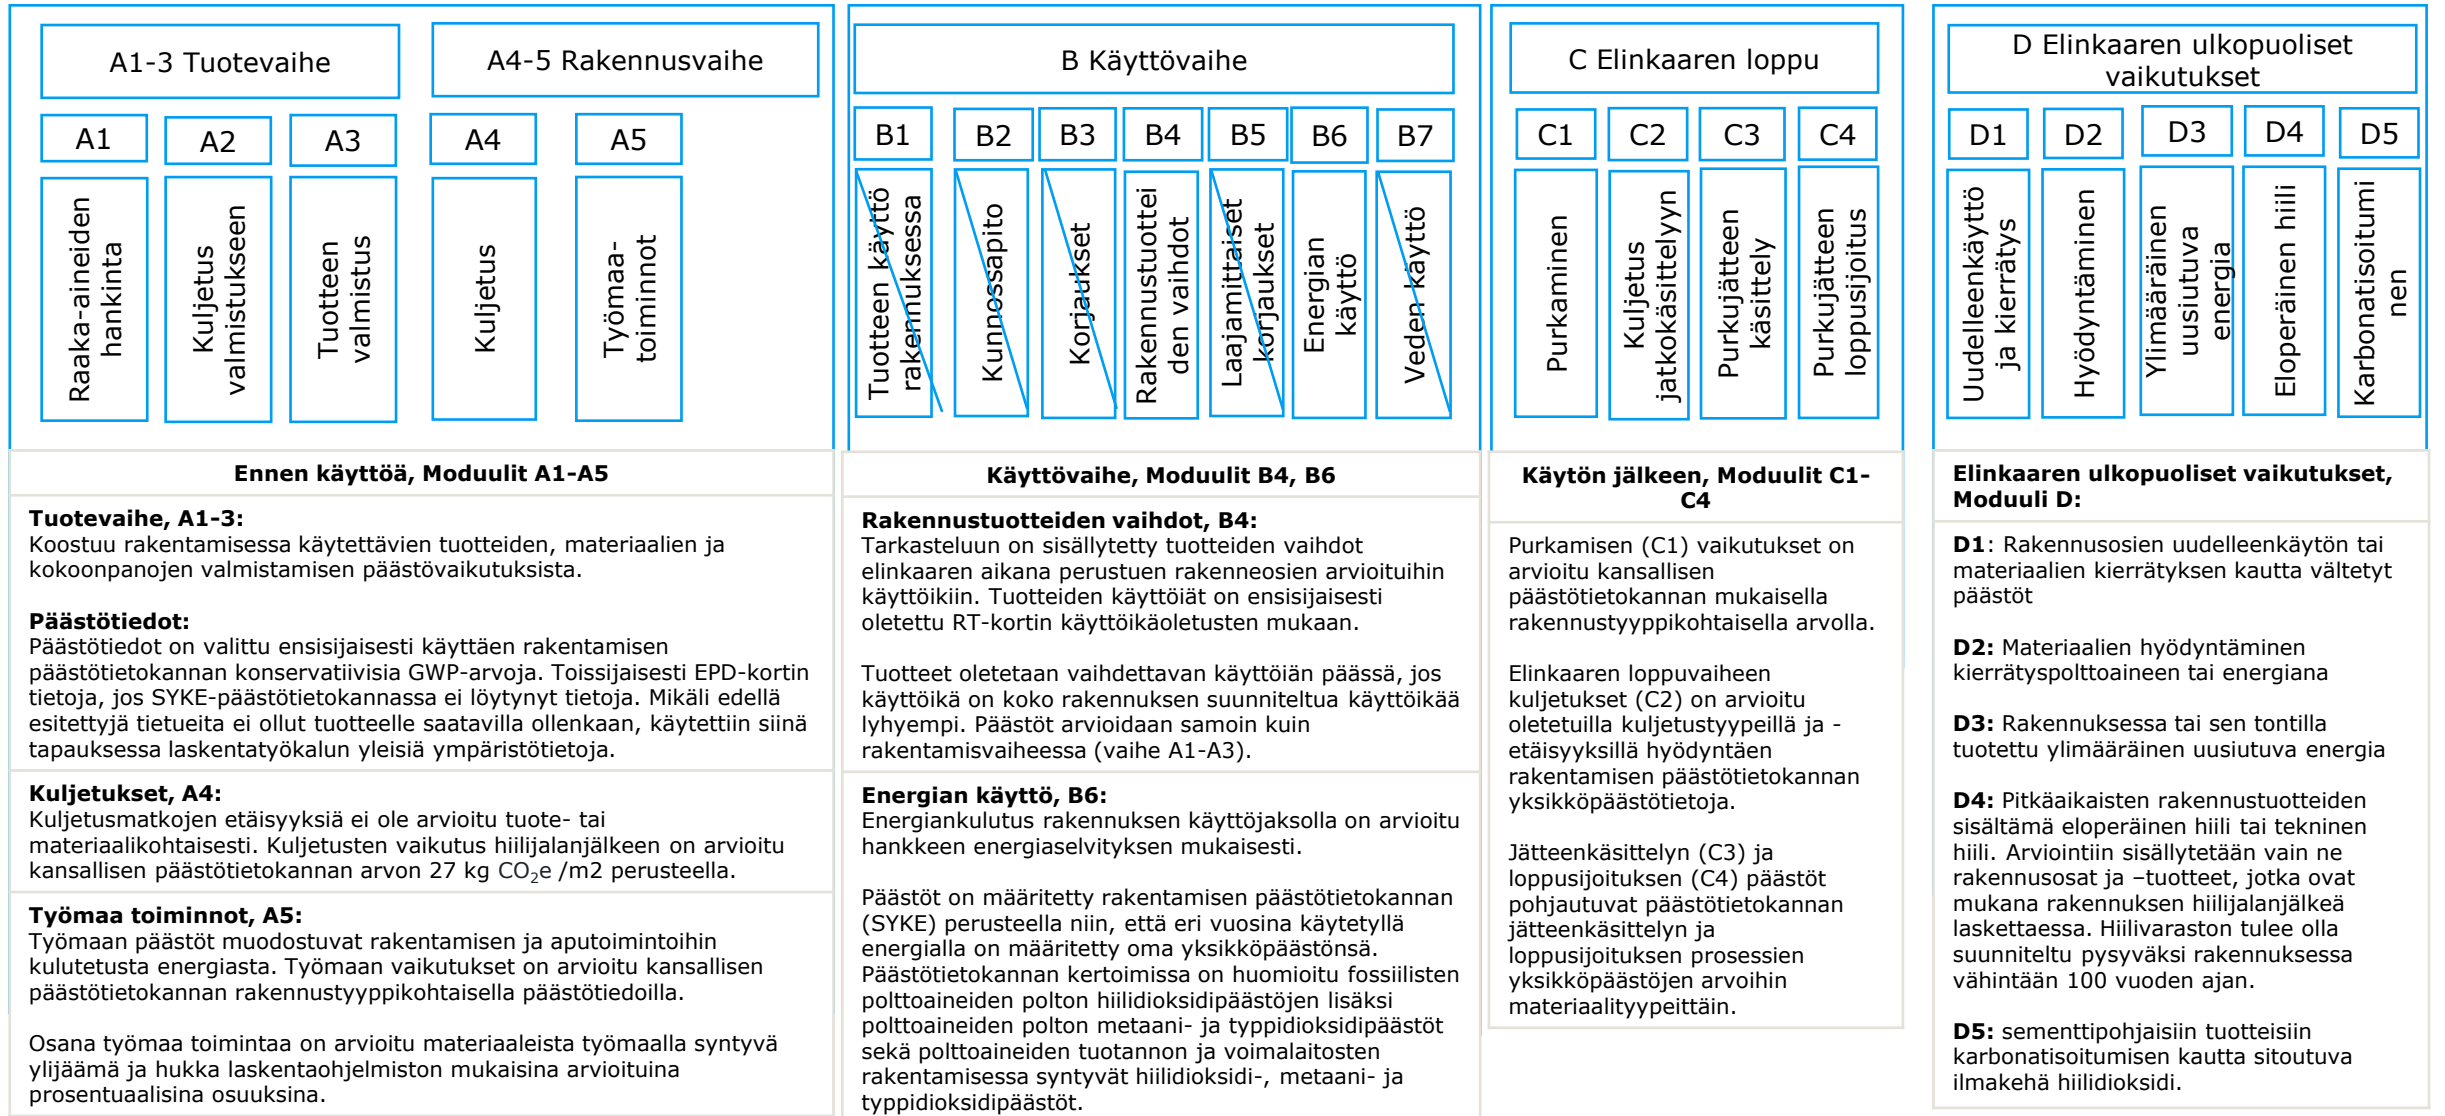 A1-3 Tuotevaihe
A4-5 Rakennusvaihe
A1
A2
A3
A4
A5
Raaka-aineiden
hankinta
Kuljetus
valmistukseen
Tuotteen
valmistus
Kuljetus
Työmaa-
toiminnot
B Käyttövaihe
B1
B2
B3
B4
B5
B6
B7
Tuotteen käyttö
rakennuksessa
Kunnossapito
Korjaukset
Rakennustuottei
den vaihdot
Laajamittaiset
korjaukset
Energian
käyttö
Veden käyttö
C Elinkaaren loppu
C1
C2
C3
C4
Purkaminen
Kuljetus
jatkokäsittelyyn
Purkujätteen
käsittely
Purkujätteen
loppusijoitus
D Elinkaaren ulkopuoliset
vaikutukset
D1
D2
D3
D4
D5
Uudelleenkäyttö
ja kierrätys
Hyödyntäminen
Ylimääräinen
uusiutuva
energia
Eloperäinen hiili
Karbonatisoitumi
nen
Ennen käyttöä, Moduulit A1-A5
Tuotevaihe, A1-3:
Koostuu rakentamisessa käytettävien tuotteiden, materiaalien ja
kokoonpanojen valmistamisen päästövaikutuksista.
Päästötiedot:
Päästötiedot on valittu ensisijaisesti käyttäen rakentamisen
päästötietokannan konservatiivisia GWP-arvoja. Toissijaisesti EPD-kortin
tietoja, jos SYKE-päästötietokannassa ei löytynyt tietoja. Mikäli edellä
esitettyjä tietueita ei ollut tuotteelle saatavilla ollenkaan, käytettiin siinä
tapauksessa laskentatyökalun yleisiä ympäristötietoja.
Kuljetukset, A4:
Kuljetusmatkojen etäisyyksiä ei ole arvioitu tuote- tai
materiaalikohtaisesti. Kuljetusten vaikutus hiilijalanjälkeen on arvioitu
kansallisen päästötietokannan arvon 27 kg CO₂e /m2 perusteella.
Työmaa toiminnot, A5:
Työmaan päästöt muodostuvat rakentamisen ja aputoimintoihin
kulutetusta energiasta. Työmaan vaikutukset on arvioitu kansallisen
päästötietokannan rakennustyyppikohtaisella päästötiedoilla.
Osana työmaa toimintaa on arvioitu materiaaleista työmaalla syntyvä
ylijäämä ja hukka laskentaohjelmiston mukaisina arvioituina
prosentuaalisina osuuksina.
Käyttövaihe, Moduulit B4, B6
Rakennustuotteiden vaihdot, B4:
Tarkasteluun on sisällytetty tuotteiden vaihdot
elinkaaren aikana perustuen rakenneosien arvioituihin
käyttöikiin. Tuotteiden käyttöiät on ensisijaisesti
oletettu RT-kortin käyttöikäoletusten mukaan.
Tuotteet oletetaan vaihdettavan käyttöiän päässä, jos
käyttöikä on koko rakennuksen suunniteltua käyttöikää
lyhyempi. Päästöt arvioidaan samoin kuin
rakentamisvaiheessa (vaihe A1-A3).
Energian käyttö, B6:
Energiankulutus rakennuksen käyttöjaksolla on arvioitu
hankkeen energiaselvityksen mukaisesti.
Päästöt on määritetty rakentamisen päästötietokannan
(SYKE) perusteella niin, että eri vuosina käytetyllä
energialla on määritetty oma yksikköpäästönsä.
Päästötietokannan kertoimissa on huomioitu fossiilisten
polttoaineiden polton hiilidioksidipäästöjen lisäksi
polttoaineiden polton metaani- ja typpidioksidipäästöt
sekä polttoaineiden tuotannon ja voimalaitosten
rakentamisessa syntyvät hiilidioksidi-, metaani- ja
typpidioksidipäästöt.
Käytön jälkeen, Moduulit C1-
C4
Purkamisen (C1) vaikutukset on
arvioitu kansallisen
päästötietokannan mukaisella
rakennustyyppikohtaisella arvolla.
Elinkaaren loppuvaiheen
kuljetukset (C2) on arvioitu
oletetuilla kuljetustyypeillä ja -
etäisyyksillä hyödyntäen
rakentamisen päästötietokannan
yksikköpäästötietoja.
Jätteenkäsittelyn (C3) ja
loppusijoituksen (C4) päästöt
pohjautuvat päästötietokannan
jätteenkäsittelyn ja
loppusijoituksen prosessien
yksikköpäästöjen arvoihin
materiaalityypeittäin.
Elinkaaren ulkopuoliset vaikutukset,
Moduuli D:
D1: Rakennusosien uudelleenkäytön tai
materiaalien kierrätyksen kautta vältetyt
päästöt
D2: Materiaalien hyödyntäminen
kierrätyspolttoaineen tai energiana
D3: Rakennuksessa tai sen tontilla
tuotettu ylimääräinen uusiutuva energia
D4: Pitkäaikaisten rakennustuotteiden
sisältämä eloperäinen hiili tai tekninen
hiili. Arviointiin sisällytetään vain ne
rakennusosat ja –tuotteet, jotka ovat
mukana rakennuksen hiilijalanjälkeä
laskettaessa. Hiilivaraston tulee olla
suunniteltu pysyväksi rakennuksessa
vähintään 100 vuoden ajan.
D5: sementtipohjaisiin tuotteisiin
karbonatisoitumisen kautta sitoutuva
ilmakehä hiilidioksidi.